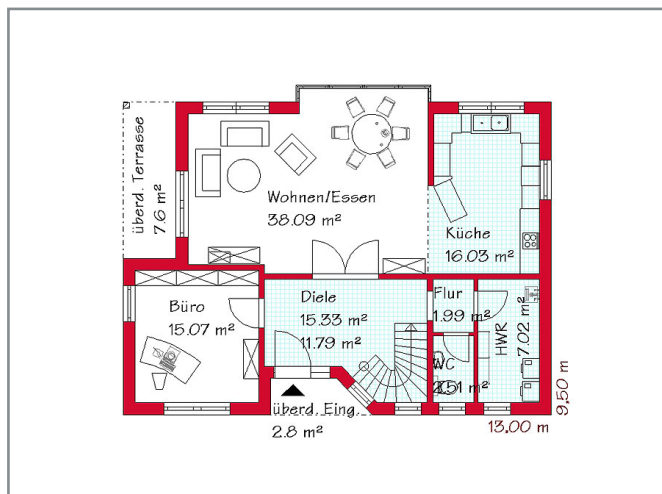 überd. Terrasse
7.6 m²
Wohnen/Essen
38.09 m²
Küche
16.03 m²
Büro
15.07 m²
Diele
15.33 m²
11.79 m²
Flur
1.99 m²
HWR
7.02 m²
WC
2.51 m²
überd. Eing.
2.8 m²
13.00 m
9.50 m